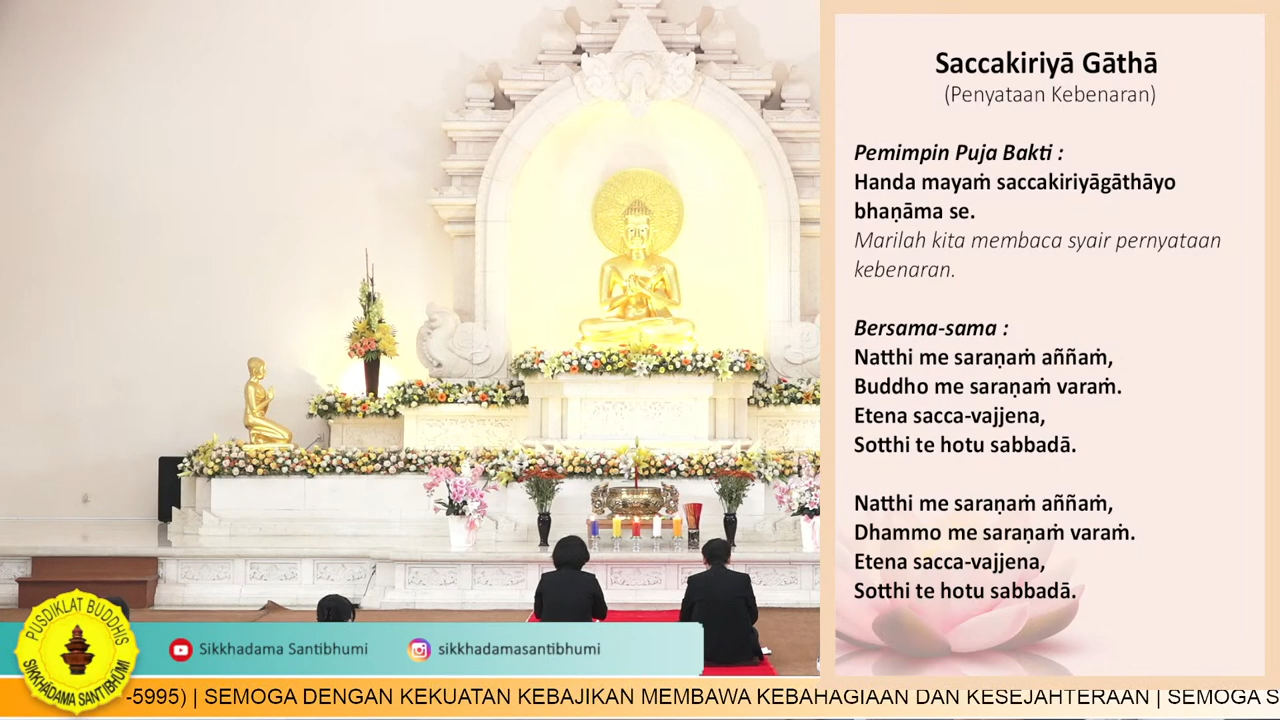 Saccakiriyā Gāthā
(Penyataan Kebenaran)
Pemimpin Puja Bakti :
Handa mayaṁ saccakiriyāgāthāyo
bhaṇāma se.
Marilah kita membaca syair pernyataan
kebenaran.
Bersama-sama :
Natthi me saraṇaṁ aññaṁ,
Buddho me saraṇaṁ varaṁ.
Etena sacca-vajjena,
Sotthi te hotu sabbadā.
Natthi me saraṇaṁ aññaṁ,
Dhammo me saraṇaṁ varaṁ.
Etena sacca-vajjena,
Sotthi te hotu sabbadā.
PUSDIKLAT BUDDHIS
SIKKHADAMA SANTIBHUMI
Sikkhadama Santibhumi
sikkhadamasantibhumi
-5995) | SEMOGA DENGAN KEKUATAN KEBAJIKAN MEMBAWA KEBAHAGIAAN DAN KESEJAHTERAAN | SEMOGA S